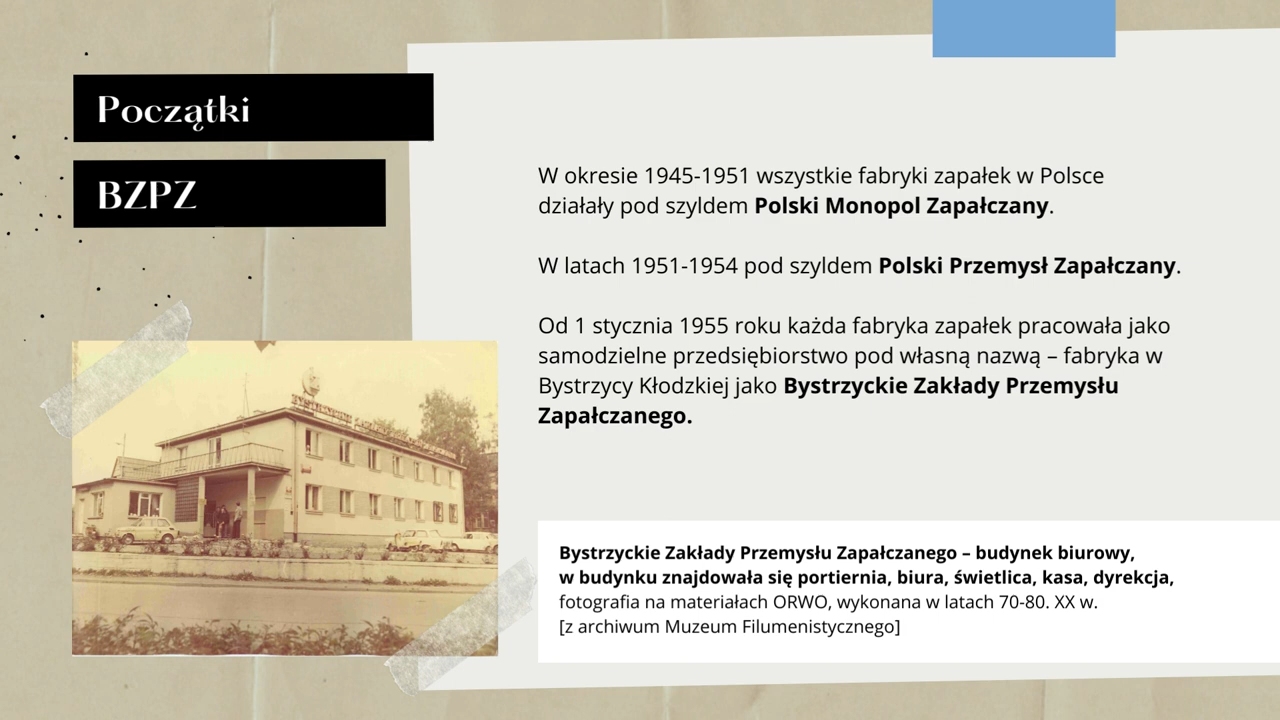 Początki
BZPZ
W okresie 1945-1951 wszystkie fabryki zapałek w Polsce
działały pod szyldem Polski Monopol Zapałczany.
W latach 1951-1954 pod szyldem Polski Przemysł Zapałczany.
Od 1 stycznia 1955 roku każda fabryka zapałek pracowała jako
samodzielne przedsiębiorstwo pod własną nazwą – fabryka w
Bystrzycy Kłodzkiej jako Bystrzyckie Zakłady Przemysłu
Zapałczanego.
Bystrzyckie Zakłady Przemysłu Zapałczanego – budynek biurowy,
w budynku znajdowała się portiernia, biura, świetlica, kasa, dyrekcja,
fotografia na materiałach ORWO, wykonana w latach 70-80. XX w.
[z archiwum Muzeum Filumenistycznego]